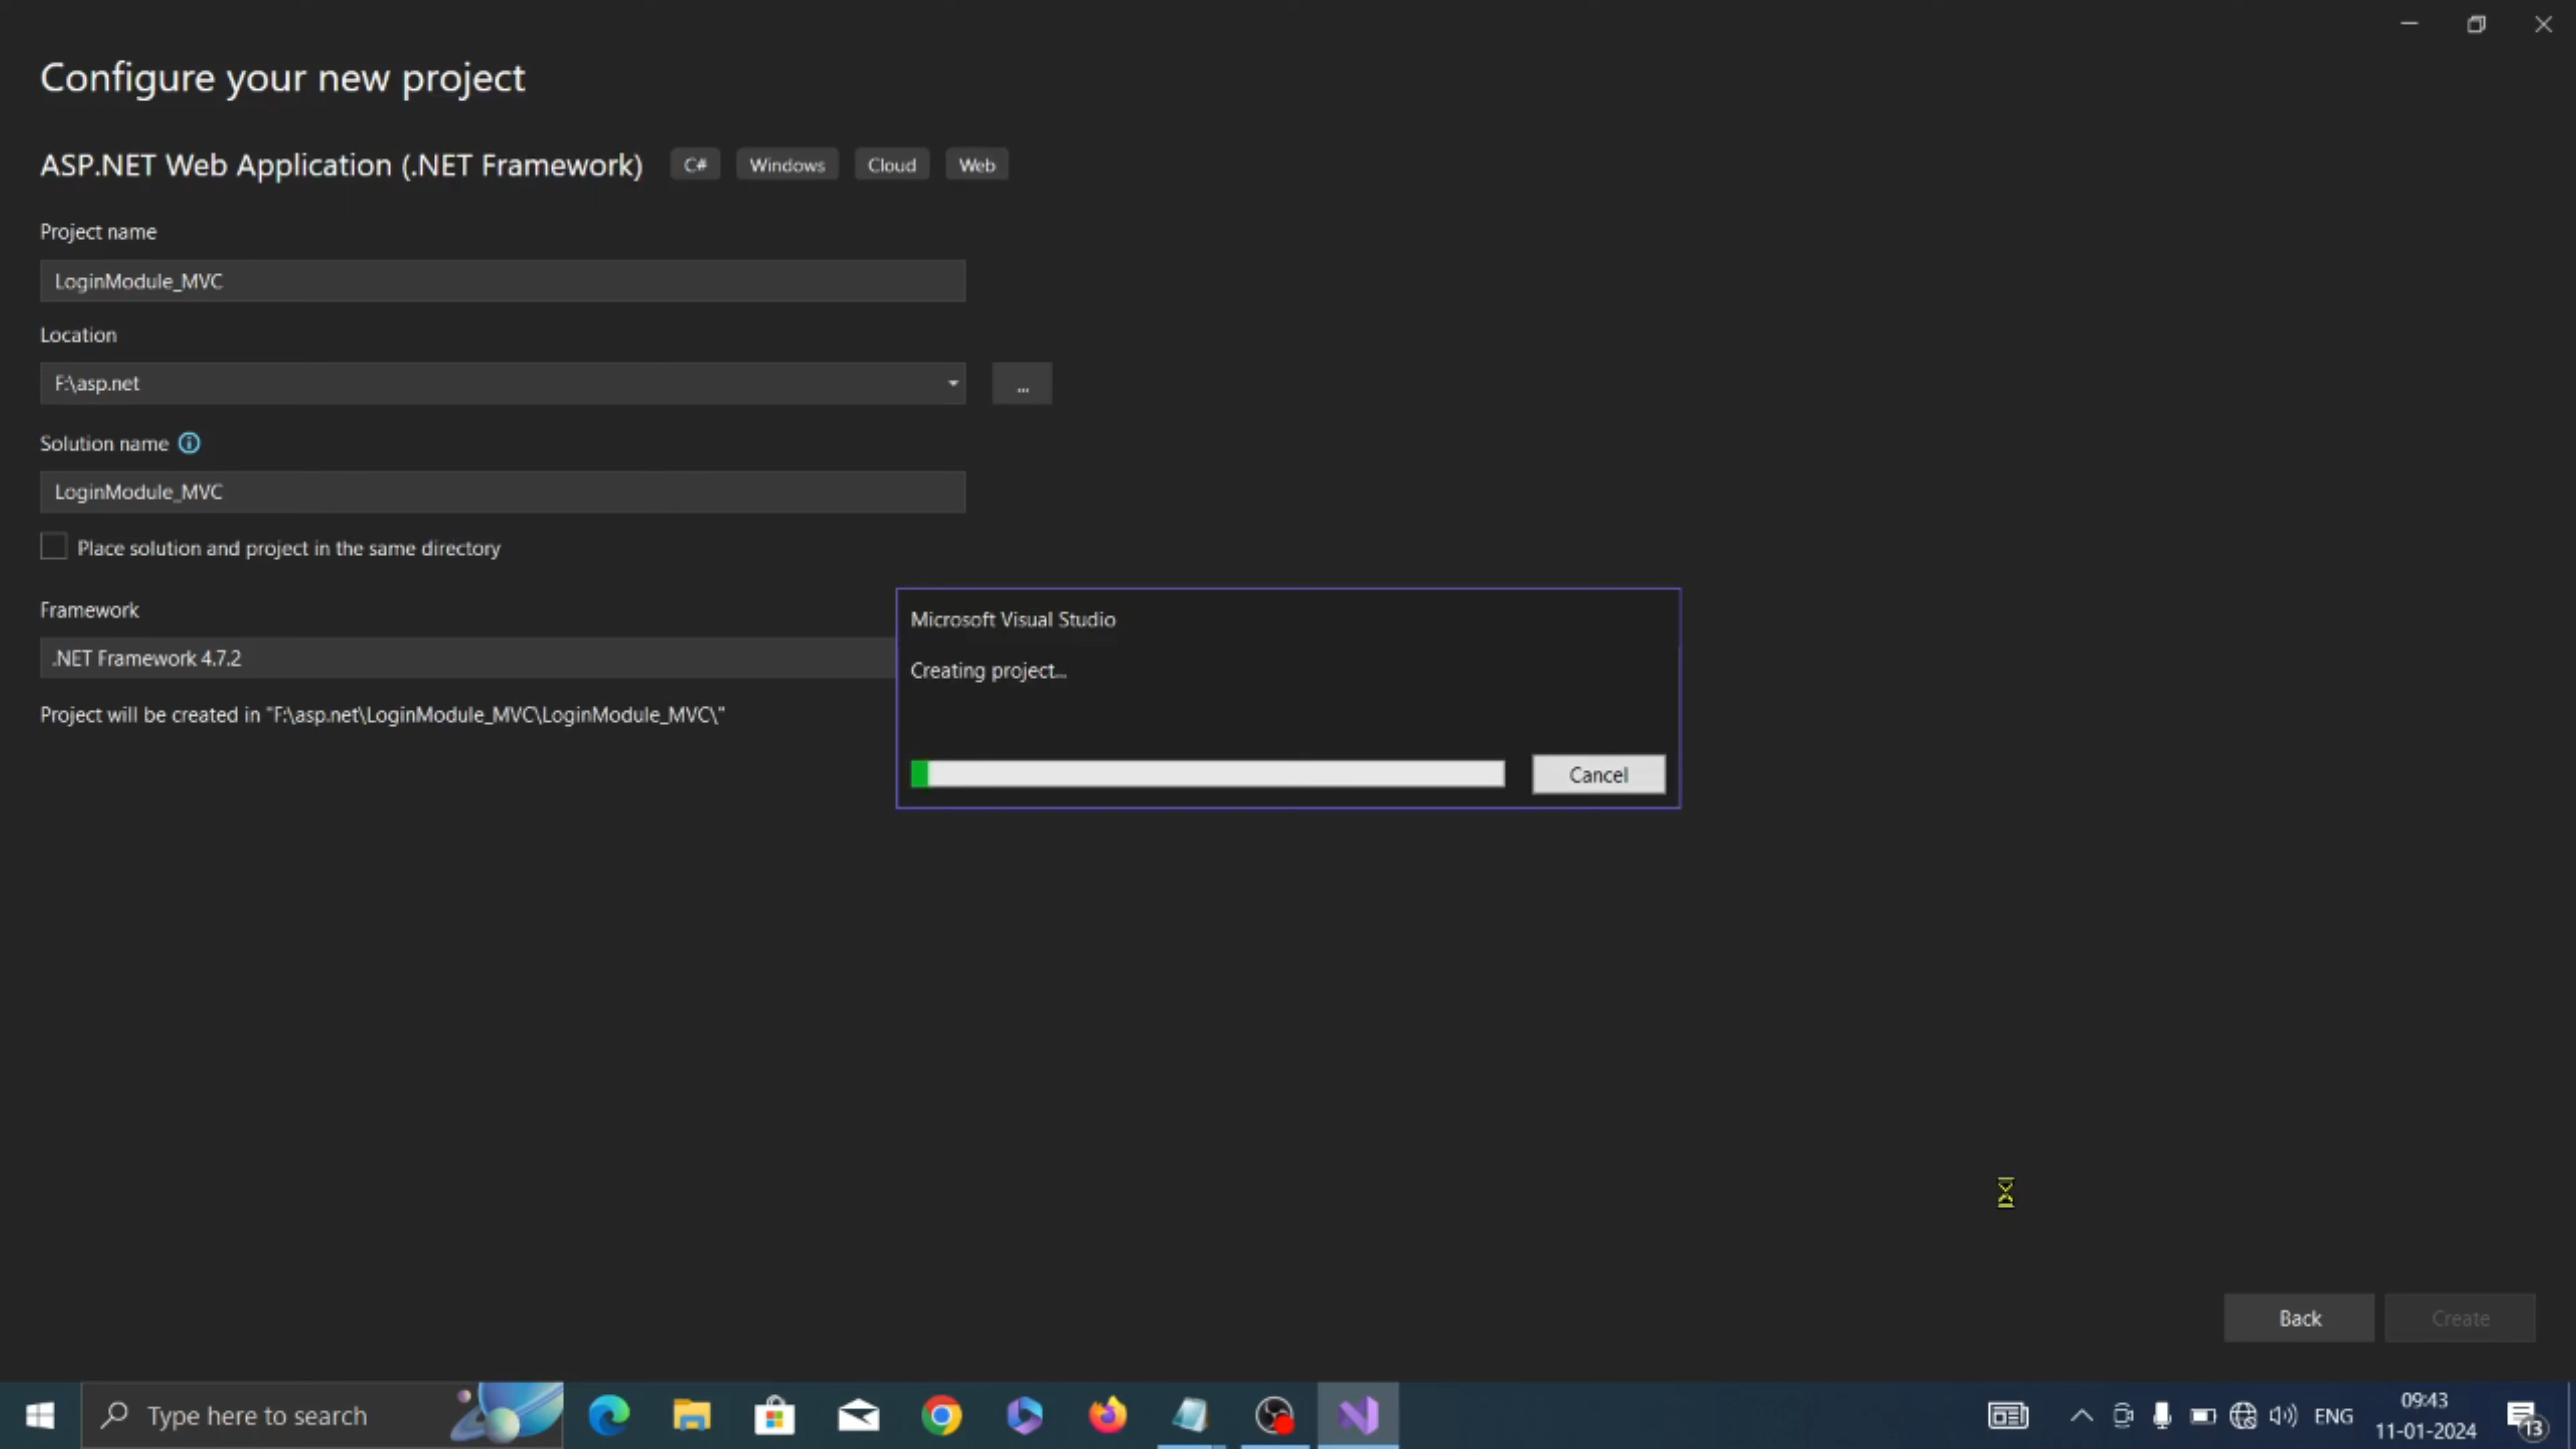 Configure your new project
ASP.NET Web Application (.NET Framework) C# Windows Cloud Web
Project name
LoginModule_MVC
Location
F:\asp.net
...
Solution name
LoginModule_MVC
Place solution and project in the same directory
Framework
.NET Framework 4.7.2
Project will be created in "F:\asp.net\LoginModule_MVC\LoginModule_MVC\"
Microsoft Visual Studio
Creating project...
Cancel
Back Create
Type here to search
ENG
09:43
11-01-2024
13